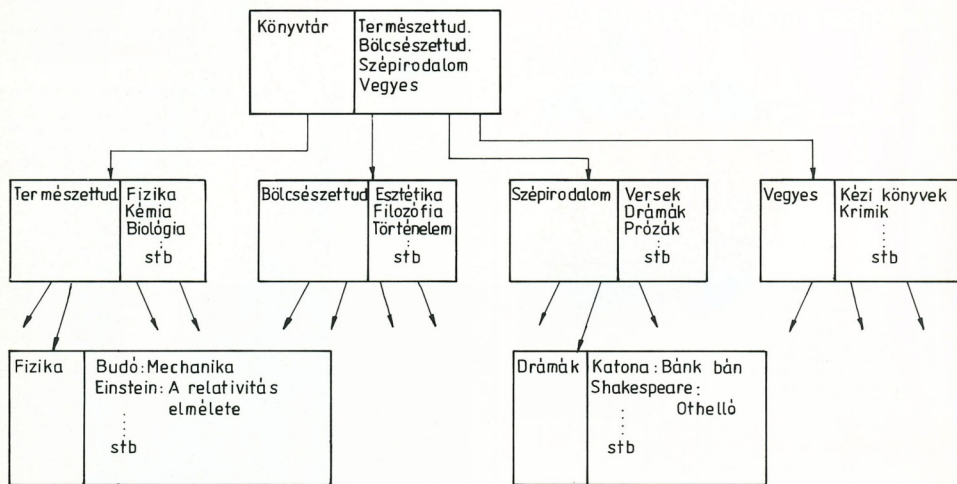 Könyvtár
Természettud.
Bölcsészettud.
Szépirodalom
Vegyes
Természettud
Fizika
Kémia
Biológia
stb
Bölcsészettud
Esztétika
Filozófia
Történelem
stb
Szépirodalom
Versek
Drámák
Prózák
stb
Vegyes
Kézi könyvek
Krimik
stb
Fizika
Budó: Mechanika
Einstein: A relativitás
elmélete
stb
Drámák
Katona: Bánk bán
Shakespeare:
Othelló
stb